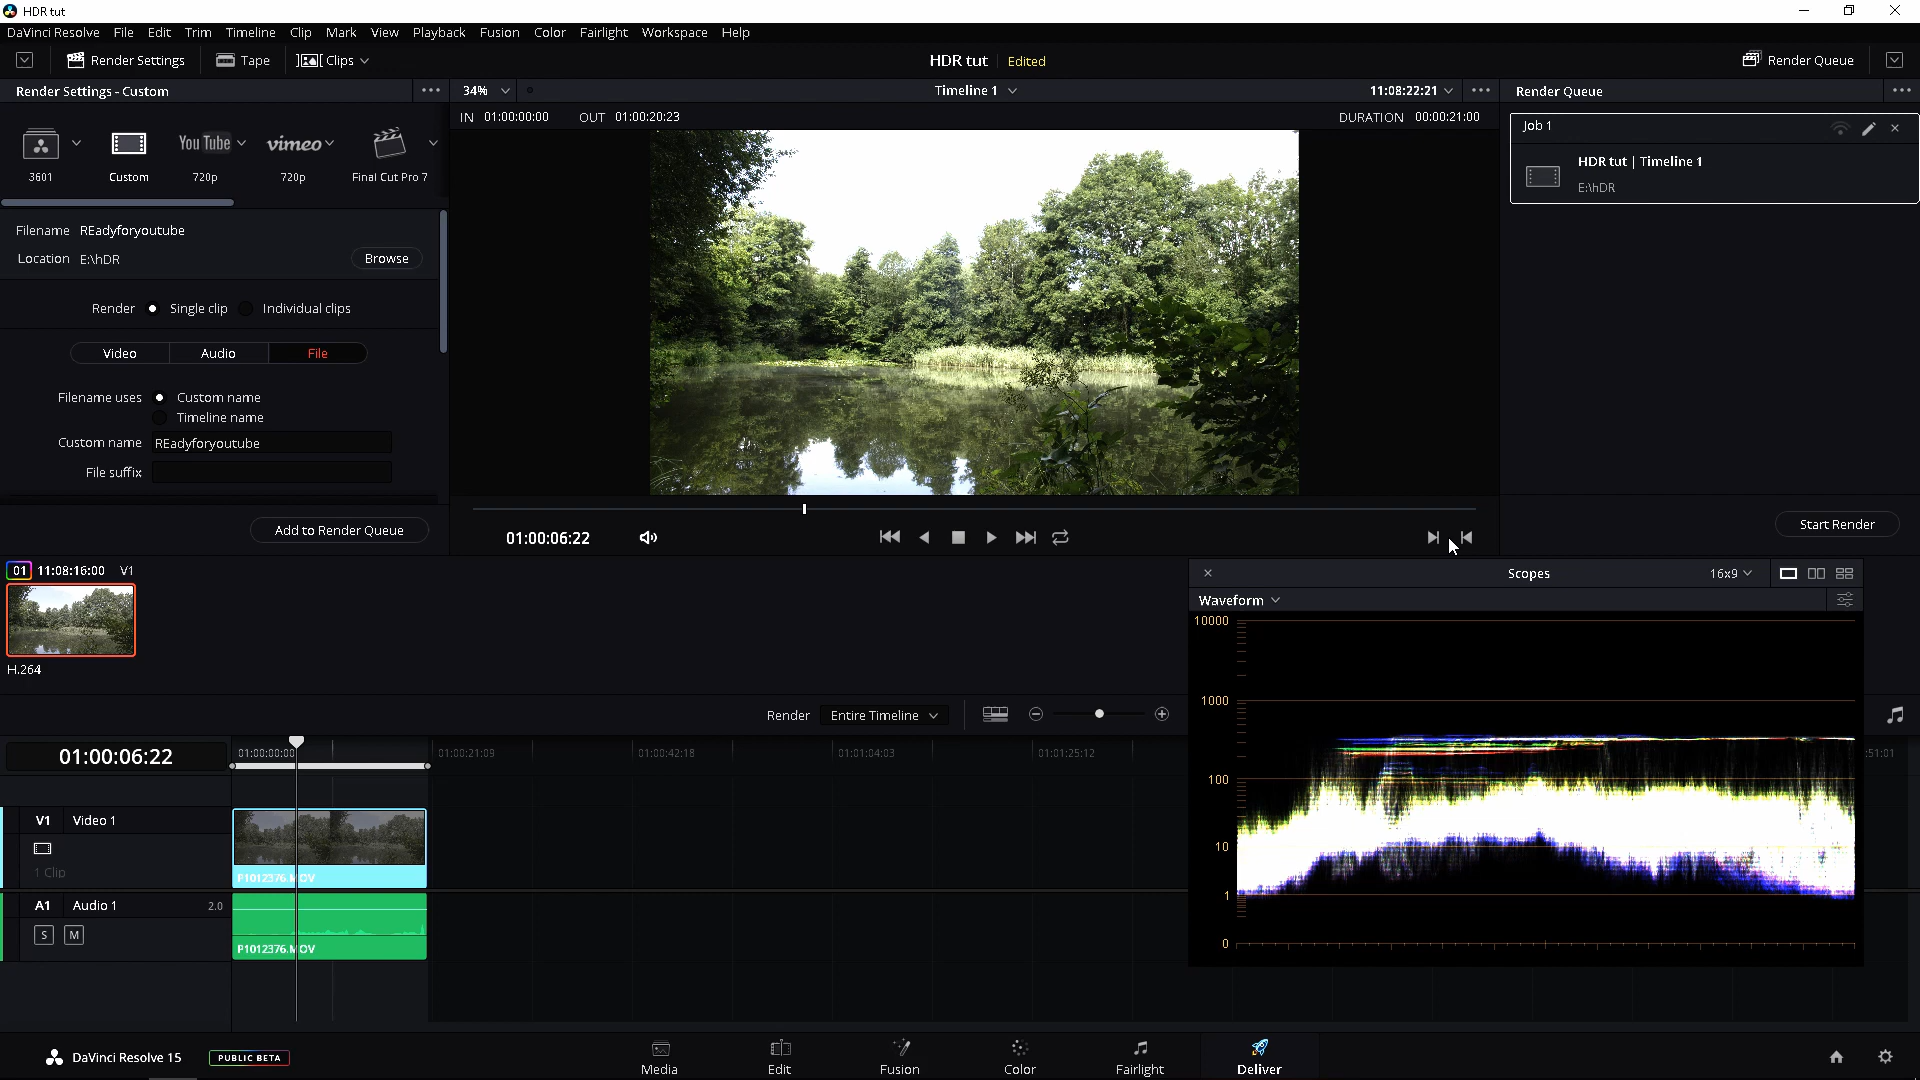 HDR tut
DaVinci Resolve File Edit Trim Timeline Clip Mark View Playback Fusion Color Fairlight Workspace Help
Render Settings Tape Clips HDR tut Edited Render Queue
Render Settings - Custom 34% Timeline 1 11:08:22:21 Render Queue
IN 01:00:00:00 OUT 01:00:20:23 DURATION 00:00:21:00
Job 1
YouTube vimeo
HDR tut | Timeline 1
3601 Custom 720p 720p Final Cut Pro 7
E:\hDR
Filename REadyforyoutube
Location E:\hDR Browse
Render Single clip Individual clips
Video Audio File
Filename uses Custom name
Timeline name
Custom name REadyforyoutube
File suffix
Add to Render Queue
01:00:06:22
Start Render
01 11:08:16:00 V1
H.264
Scopes 16x9
Waveform
10000
1000
100
10
1
0
Render Entire Timeline
01:00:06:22 01:00:00:00 01:00:21:09 01:00:42:18 01:01:04:03 01:01:25:12 :51:01
V1 Video 1
1 Clip
P1012376.MOV
A1 Audio 1 2.0
S M
P1012376.MOV
DaVinci Resolve 15 PUBLIC BETA
Media Edit Fusion Color Fairlight Deliver